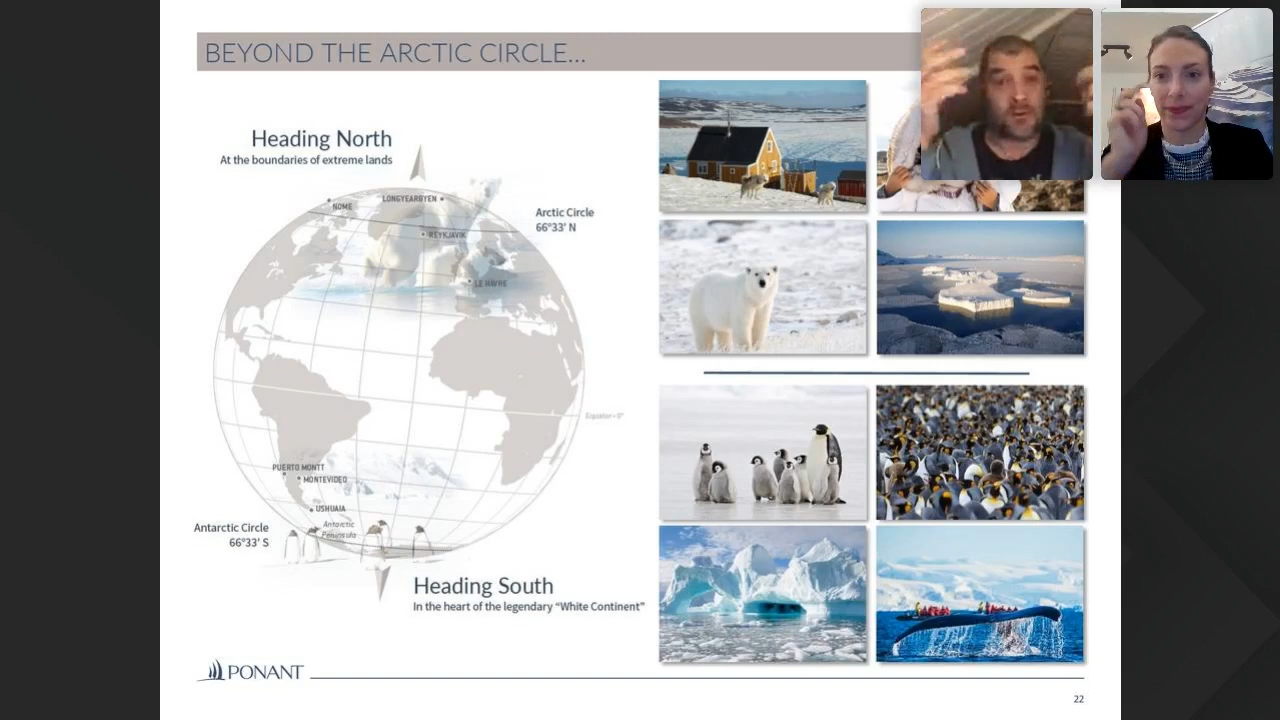 BEYOND THE ARCTIC CIRCLE...
Heading North
At the boundaries of extreme lands
NOME
LONGYEARBYEN
Arctic Circle
66°33' N
REYKJAVIK
LE HAVRE
Equator - 0°
PUERTO MONTT
MONTEVIDEO
USHUAIA
Antarctic
Peninsula
Antarctic Circle
66°33' S
Heading South
In the heart of the legendary “White Continent”
PONANT
22